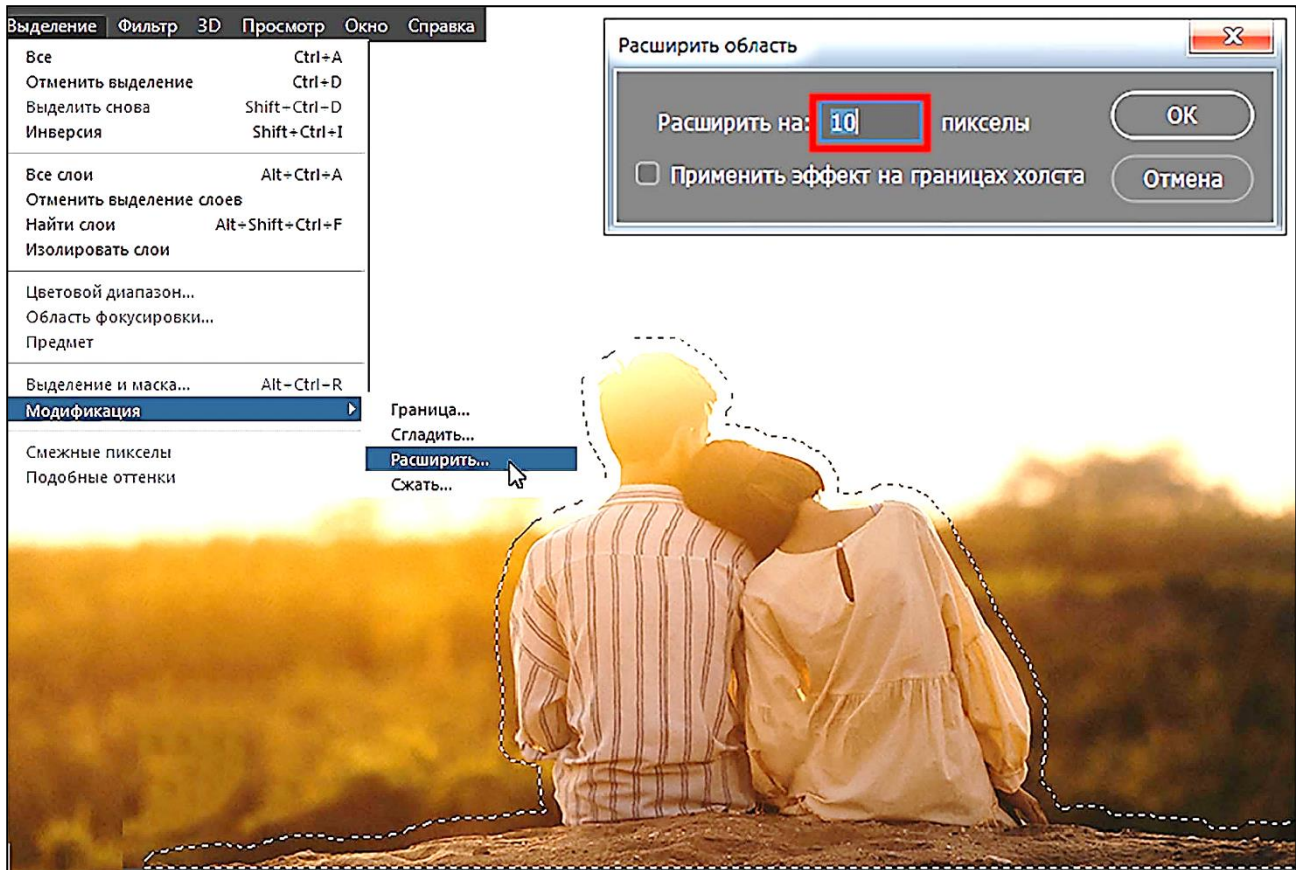 Выделение Фильтр 3D Просмотр Окно Справка
Все Ctrl+A
Отменить выделение Ctrl+D
Выделить снова Shift+Ctrl+D
Инверсия Shift+Ctrl+I
Все слои Alt+Ctrl+A
Отменить выделение слоев
Найти слои Alt+Shift+Ctrl+F
Изолировать слои
Цветовой диапазон...
Область фокусировки...
Предмет
Выделение и маска... Alt+Ctrl+R
Модификация
Смежные пикселы
Подобные оттенки
Граница...
Сгладить...
Расширить...
Сжать...
Расширить область
Расширить на: 10 пикселы
Применить эффект на границах холста
ОК
Отмена